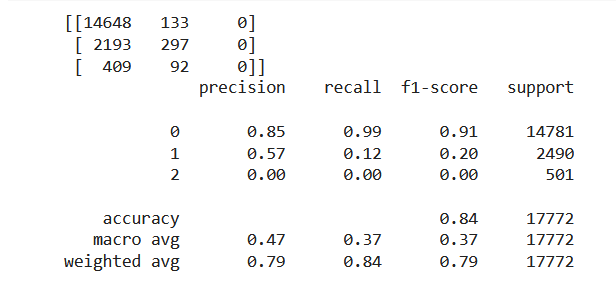 [[14648 133 0]
[ 2193 297 0]
[ 409 92 0]]
precision recall f1-score support
0 0.85 0.99 0.91 14781
1 0.57 0.12 0.20 2490
2 0.00 0.00 0.00 501
accuracy 0.84 17772
macro avg 0.47 0.37 0.37 17772
weighted avg 0.79 0.84 0.79 17772